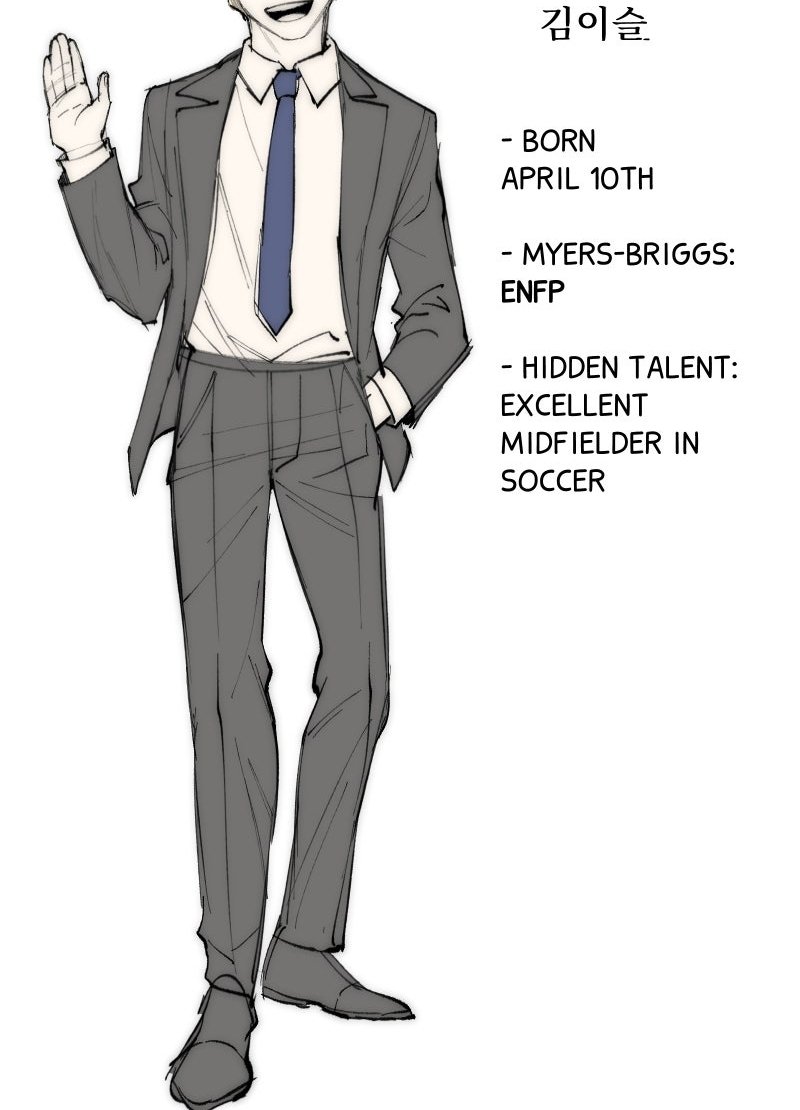 김이슬
- BORN
APRIL 10TH
- MYERS-BRIGGS:
ENFP
- HIDDEN TALENT:
EXCELLENT
MIDFIELDER IN
SOCCER